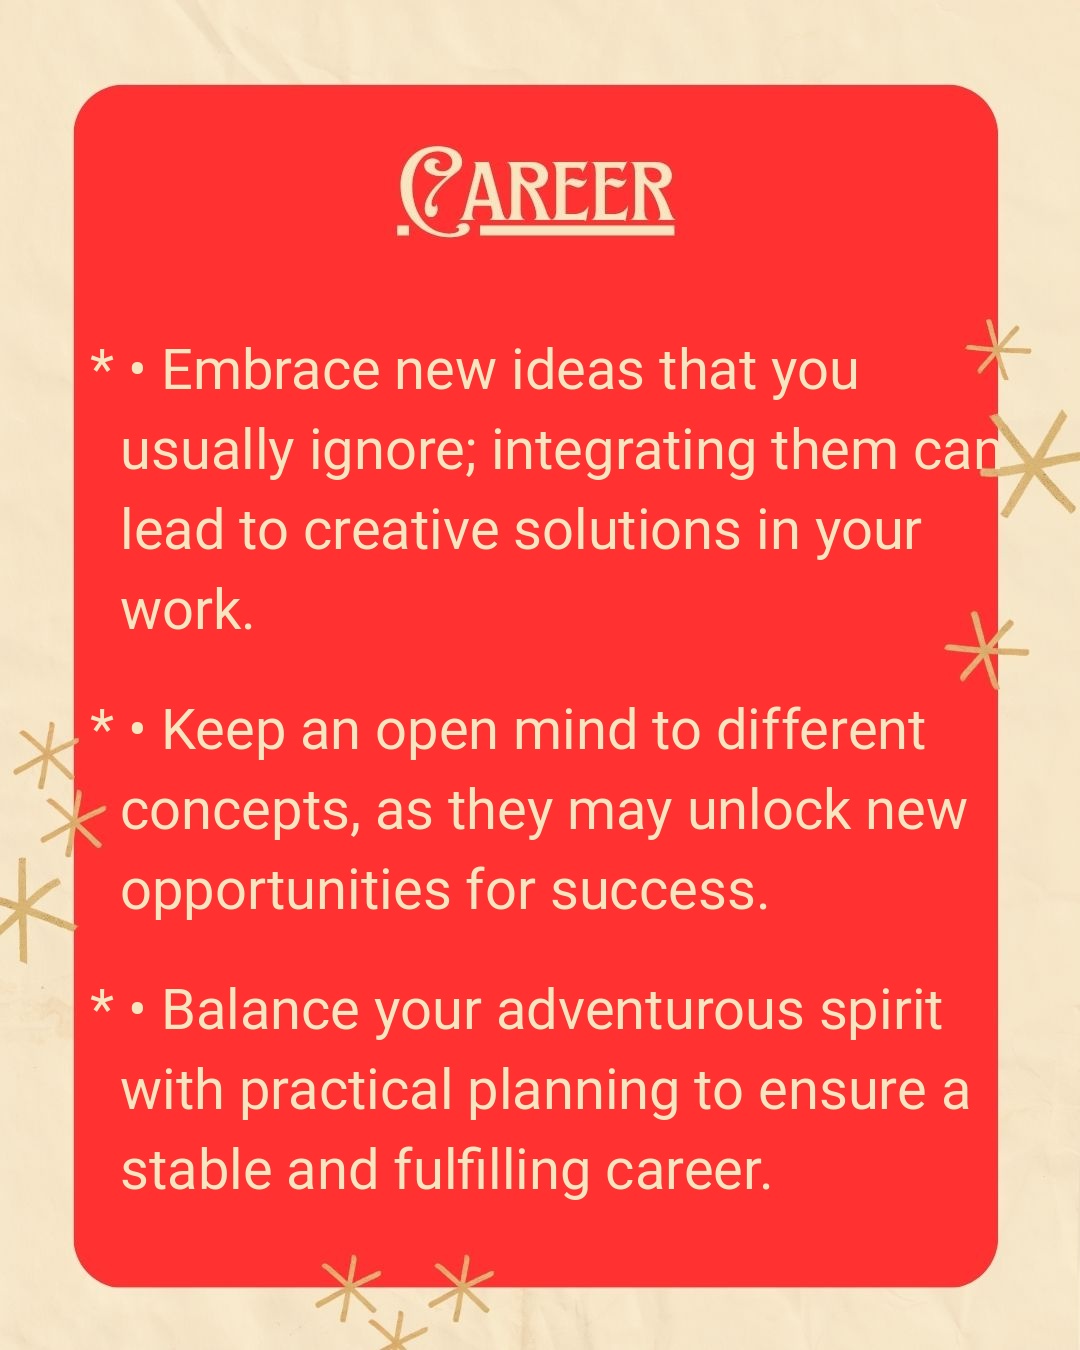 Career
* • Embrace new ideas that you
usually ignore; integrating them can
lead to creative solutions in your
work.
* • Keep an open mind to different
concepts, as they may unlock new
opportunities for success.
* • Balance your adventurous spirit
with practical planning to ensure a
stable and fulfilling career.